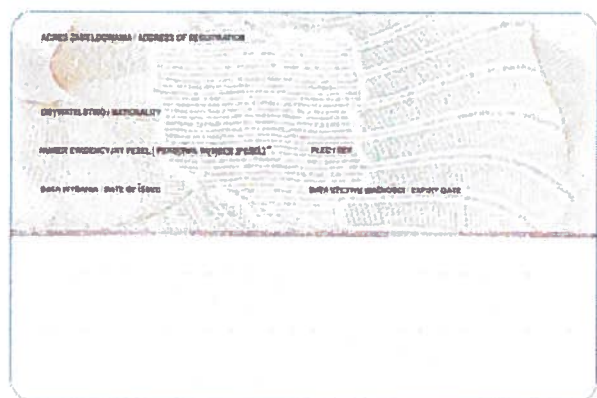 ADRES ZAMELDOWANIA / ADDRESS OF REGISTRATION
OBYWATELSTWO / NATIONALITY
NUMER EWIDENCYJNY PESEL [ PERSONAL NUMBER (PESEL)
PŁEĆ / SEX
DATA WYDANIA / DATE OF ISSUE
DATA UPŁYWU WAŻNOŚCI / EXPIRY DATE